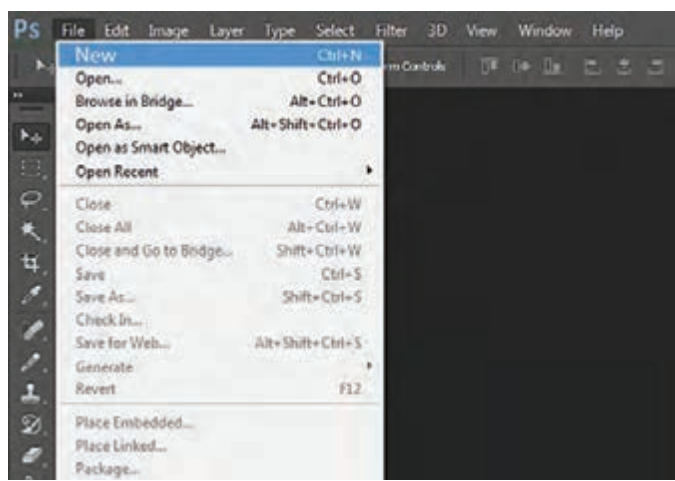 Ps File Edit Image Layer Type Select Filter 3D View Window Help
New Ctrl+N
Open... Ctrl+O
Browse in Bridge... Alt+Ctrl+O
Open As... Alt+Shift+Ctrl+O
Open as Smart Object...
Open Recent
Close Ctrl+W
Close All Alt+Ctrl+W
Close and Go to Bridge... Shift+Ctrl+W
Save Ctrl+S
Save As... Shift+Ctrl+S
Check In...
Save for Web... Alt+Shift+Ctrl+S
Generate
Revert F12
Place Embedded...
Place Linked...
Package...